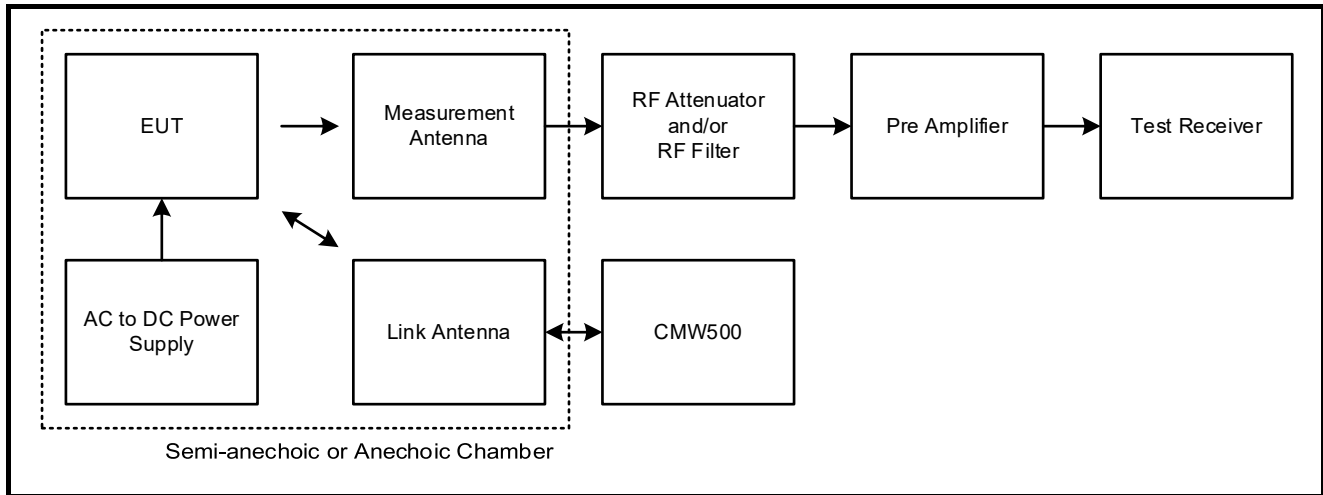 EUT
Measurement
Antenna
RF Attenuator
and/or
RF Filter
Pre Amplifier
Test Receiver
AC to DC Power
Supply
Link Antenna
CMW500
Semi-anechoic or Anechoic Chamber